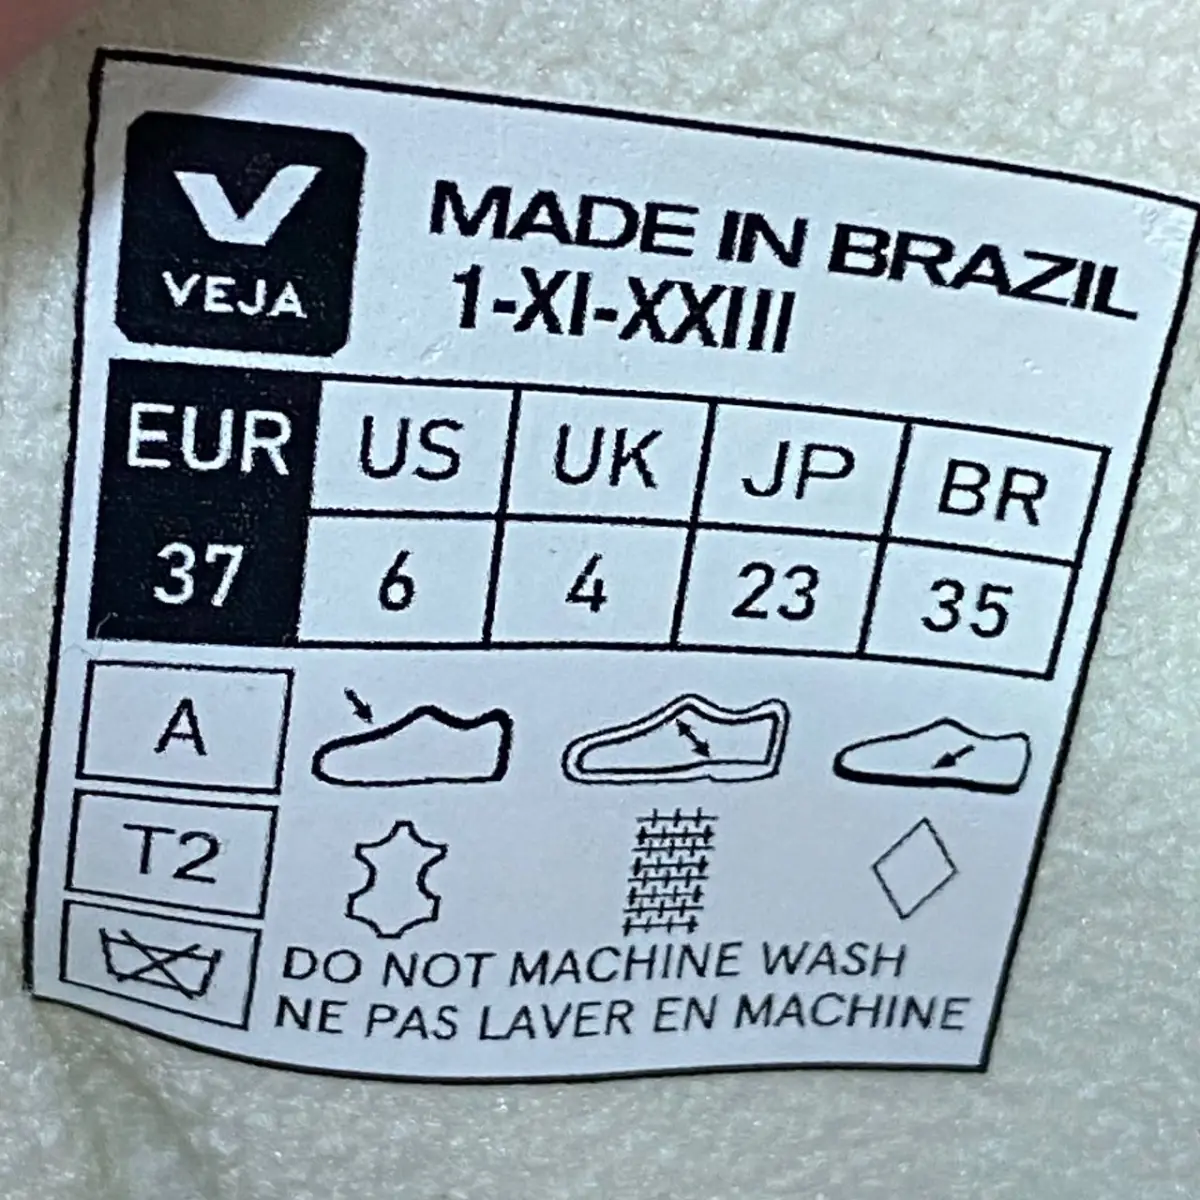 V
VEJA
MADE IN BRAZIL
1-XI-XXIII
EUR US UK JP BR
37 6 4 23 35
A
T2
DO NOT MACHINE WASH
NE PAS LAVER EN MACHINE